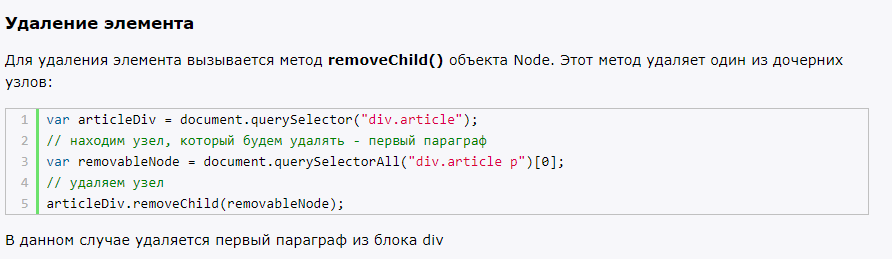 Удаление элемента
Для удаления элемента вызывается метод removeChild() объекта Node. Этот метод удаляет один из дочерних
узлов:
1 var articleDiv = document.querySelector("div.article");
2 // находим узел, который будем удалять - первый параграф
3 var removableNode = document.querySelectorAll("div.article p")[0];
4 // удаляем узел
5 articleDiv.removeChild(removableNode);
В данном случае удаляется первый параграф из блока div